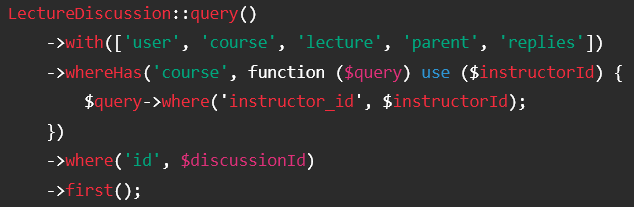 LectureDiscussion::query()
    ->with(['user', 'course', 'lecture', 'parent', 'replies'])
    ->whereHas('course', function ($query) use ($instructorId) {
        $query->where('instructor_id', $instructorId);
    })
    ->where('id', $discussionId)
    ->first();